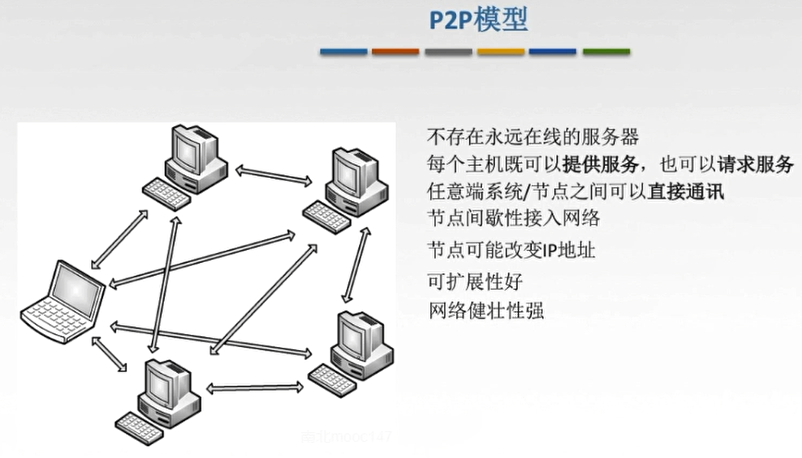 P2P模型
不存在永远在线的服务器
每个主机既可以提供服务，也可以请求服务
任意端系统/节点之间可以直接通讯
节点间歇性接入网络
节点可能改变IP地址
可扩展性好
网络健壮性强